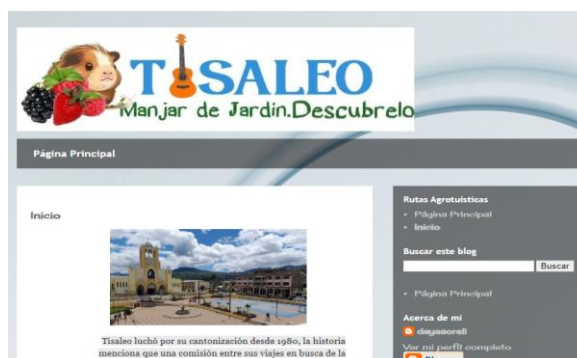 TISALEO
Manjar de Jardin.Descubrelo
Página Principal
Inicio
Tisaleo luchó por su cantonización desde 1980, la historia
menciona que una comisión entre sus viajes en busca de la
Rutas Agrotuisticas
Página Principal
Inicio
Buscar este blog
Buscar
Página Principal
Acerca de mí
dayasoreli
Ver mi perfil completo